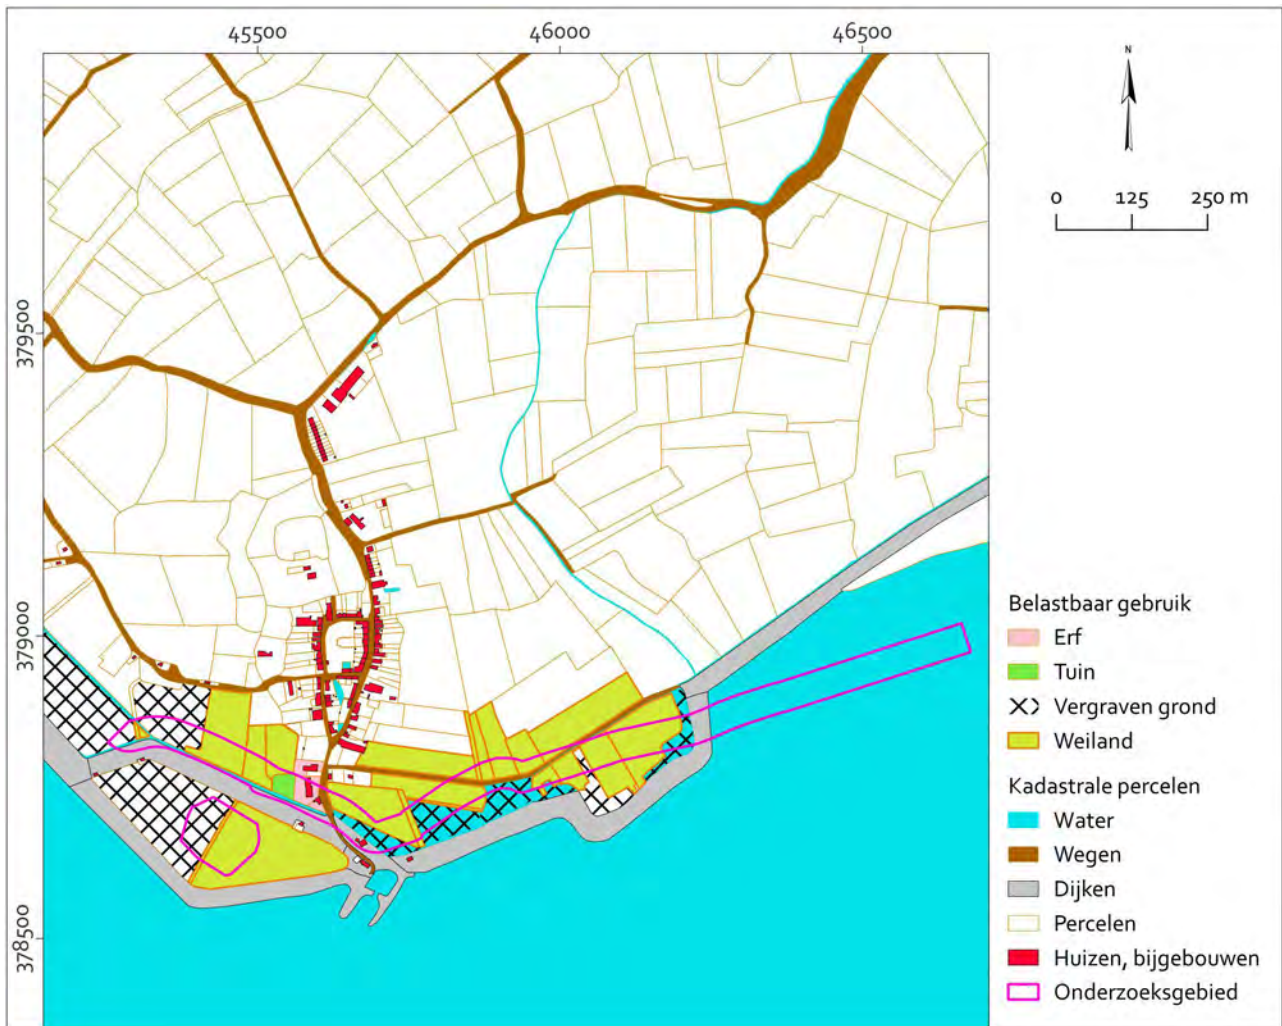 45500
46000
46500
N
0 125 250 m
379500
379000
378500
Belastbaar gebruik
Erf
Tuin
Vergraven grond
Weiland
Kadastrale percelen
Water
Wegen
Dijken
Percelen
Huizen, bijgebouwen
Onderzoeksgebied